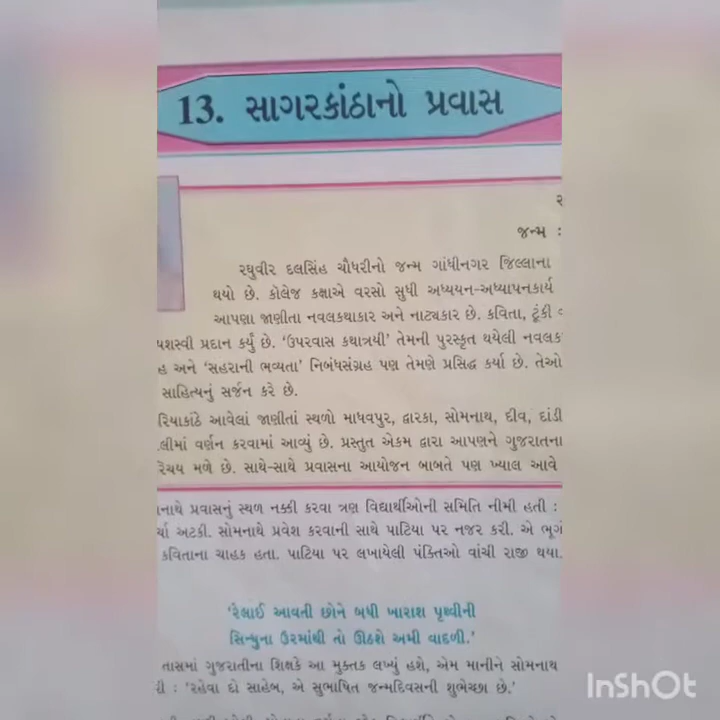 13. સાગરકાંઠાનો પ્રવાસ
જન્મ :
રઘુવીર દલસિંહ ચૌધરીનો જન્મ ગાંધીનગર જિલ્લાના
થયો છે. કૉલેજ કક્ષાએ વરસો સુધી અધ્યયન-અધ્યાપનકાર્ય
આપણા જાણીતા નવલકથાકાર અને નાટ્યકાર છે. કવિતા, ટૂંકી
યશસ્વી પ્રદાન કર્યું છે. ‘ઉપરવાસ કથાત્રયી’ તેમની પુરસ્કૃત થયેલી
હ અને ‘સહરાની ભવ્યતા’ નિબંધસંગ્રહ પણ તેમણે પ્રસિદ્ધ કર્યા છે. તેઓ
સાહિત્યનું સર્જન કરે છે.
રિયાકાંઠે આવેલાં જાણીતાં સ્થળો માધવપુર, દ્વારકા, સોમનાથ, દીવ, દાંડી
લીમાં વર્ણન કરવામાં આવ્યું છે. પ્રસ્તુત એકમ દ્વારા આપણને ગુજરાતના
રિચય મળે છે. સાથે-સાથે પ્રવાસના આયોજન બાબતે પણ ખ્યાલ આવે
નાથે પ્રવાસનું સ્થળ નક્કી કરવા ત્રણ વિદ્યાર્થીઓની સમિતિ નીમી હતી :
ર્ચા અટકી. સોમનાથે પ્રવેશ કરવાની સાથે પાટિયા પર નજર કરી. એ
કવિતાના ચાહક હતા. પાટિયા પર લખાયેલી પંક્તિઓ વાંચી રાજી થયા.
‘રેલાઈ આવતી છોને બધી ખારાશ પૃથ્વીની
સિન્ધુના ઉરમાંથી તો ઊઠશે અમી વાદળી.’
તાસમાં ગુજરાતીના શિક્ષકે આ મુક્તક લખ્યું હશે, એમ માનીને સોમનાથ
રી : ‘રહેવા દો સાહેબ, એ સુભાષિત જન્મદિવસની શુભેચ્છા છે.’
InShOt